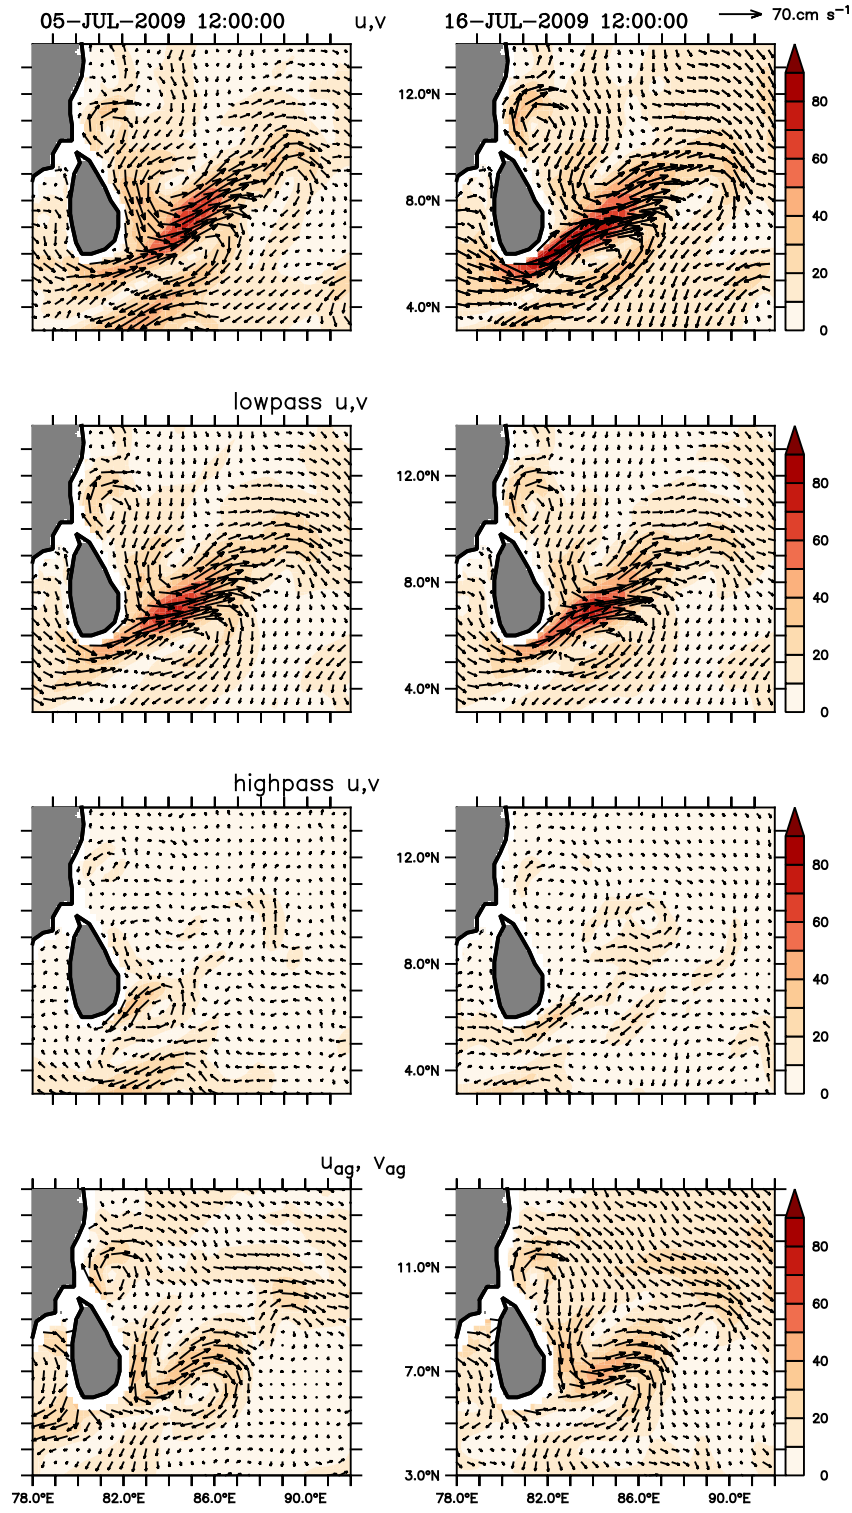 05-JUL-2009 12:00:00 u,v 16-JUL-2009 12:00:00 70.cm s⁻¹
12.0°N 80
60
8.0°N 40
20
4.0°N 0
lowpass u,v
12.0°N 80
60
8.0°N 40
20
4.0°N 0
highpass u,v
12.0°N 80
60
8.0°N 40
20
4.0°N 0
u_ag, v_ag
11.0°N 80
60
7.0°N 40
20
3.0°N 0
78.0°E 82.0°E 86.0°E 90.0°E 78.0°E 82.0°E 86.0°E 90.0°E